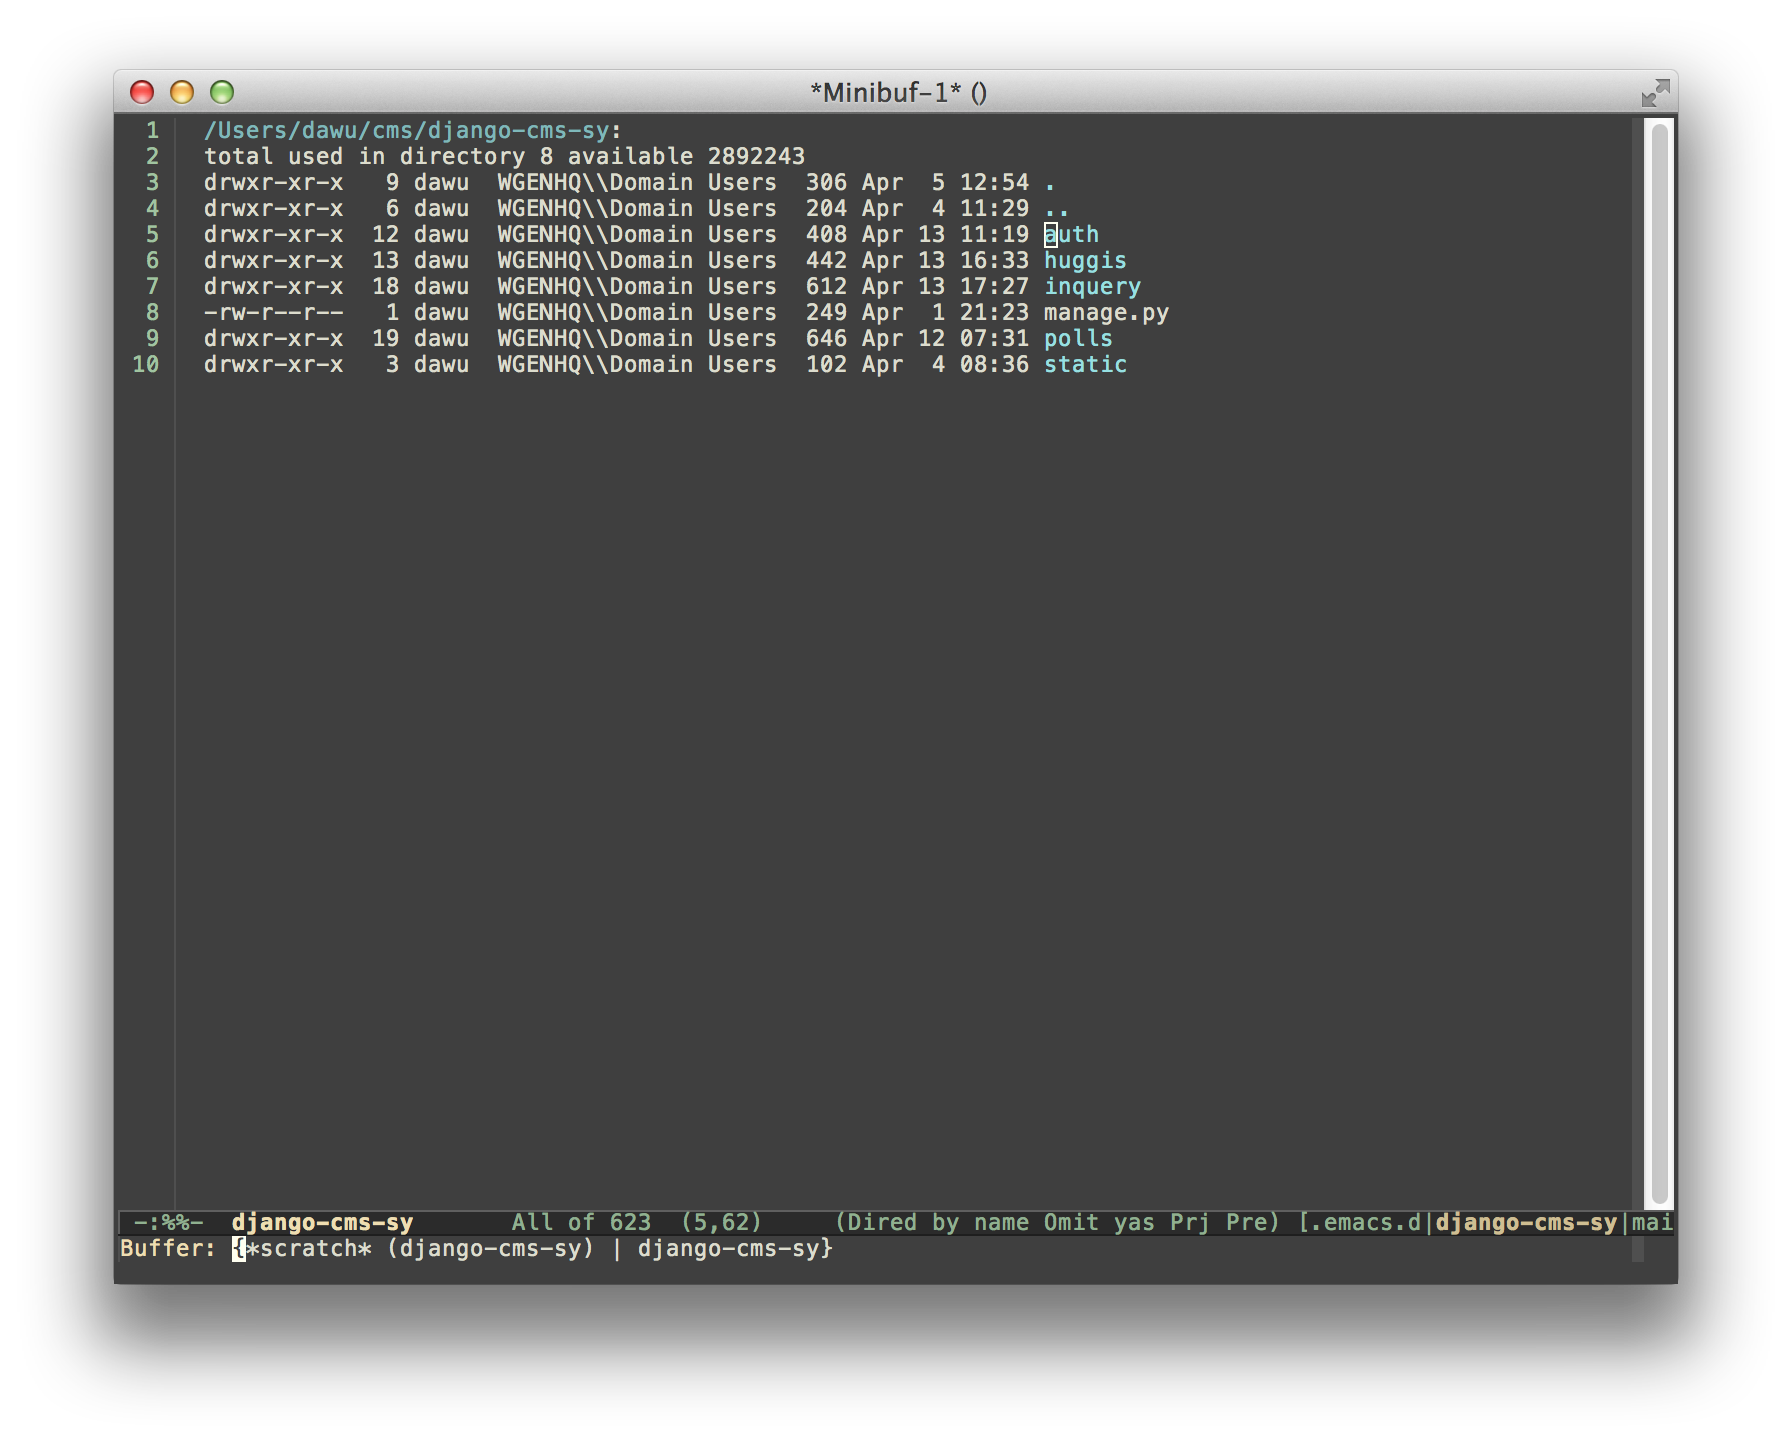 *Minibuf-1* ()
1 /Users/dawu/cms/django-cms-sy:
2 total used in directory 8 available 2892243
3 drwxr-xr-x   9 dawu  WGENHQ\\Domain Users  306 Apr  5 12:54 .
4 drwxr-xr-x   6 dawu  WGENHQ\\Domain Users  204 Apr  4 11:29 ..
5 drwxr-xr-x  12 dawu  WGENHQ\\Domain Users  408 Apr 13 11:19 auth
6 drwxr-xr-x  13 dawu  WGENHQ\\Domain Users  442 Apr 13 16:33 huggis
7 drwxr-xr-x  18 dawu  WGENHQ\\Domain Users  612 Apr 13 17:27 inquery
8 -rw-r--r--   1 dawu  WGENHQ\\Domain Users  249 Apr  1 21:23 manage.py
9 drwxr-xr-x  19 dawu  WGENHQ\\Domain Users  646 Apr 12 07:31 polls
10 drwxr-xr-x   3 dawu  WGENHQ\\Domain Users  102 Apr  4 08:36 static
-:%%-  django-cms-sy       All of 623  (5,62)     (Dired by name Omit yas Prj Pre) [.emacs.d|django-cms-sy|mai
Buffer: {*scratch* (django-cms-sy) | django-cms-sy}